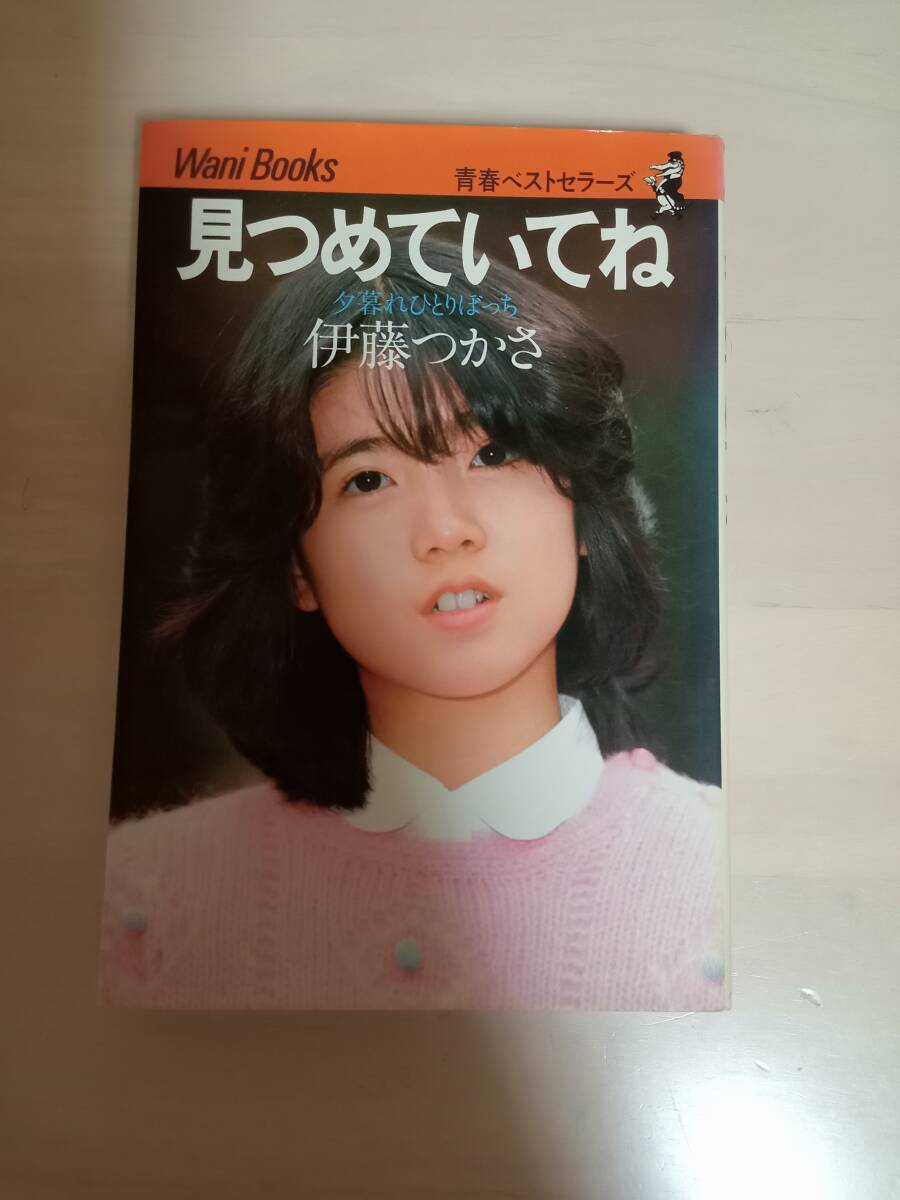 Wani Books
青春ベストセラーズ
見つめていてね
夕暮れひとりぼっち
伊藤つかさ